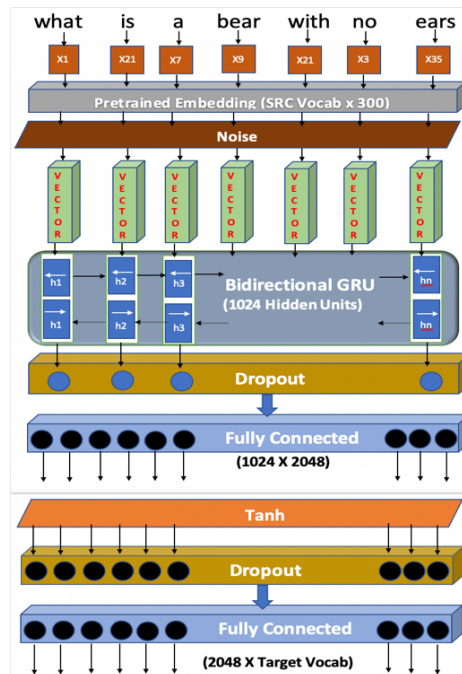 what is a bear with no ears
X1 X21 X7 X9 X21 X3 X35
Pretrained Embedding (SRC Vocab x 300)
Noise
VECTOR VECTOR VECTOR VECTOR VECTOR VECTOR VECTOR
h1 h2 h3 hn
Bidirectional GRU
(1024 Hidden Units)
h1 h2 h3 hn
Dropout
Fully Connected
(1024 X 2048)
Tanh
Dropout
Fully Connected
(2048 X Target Vocab)